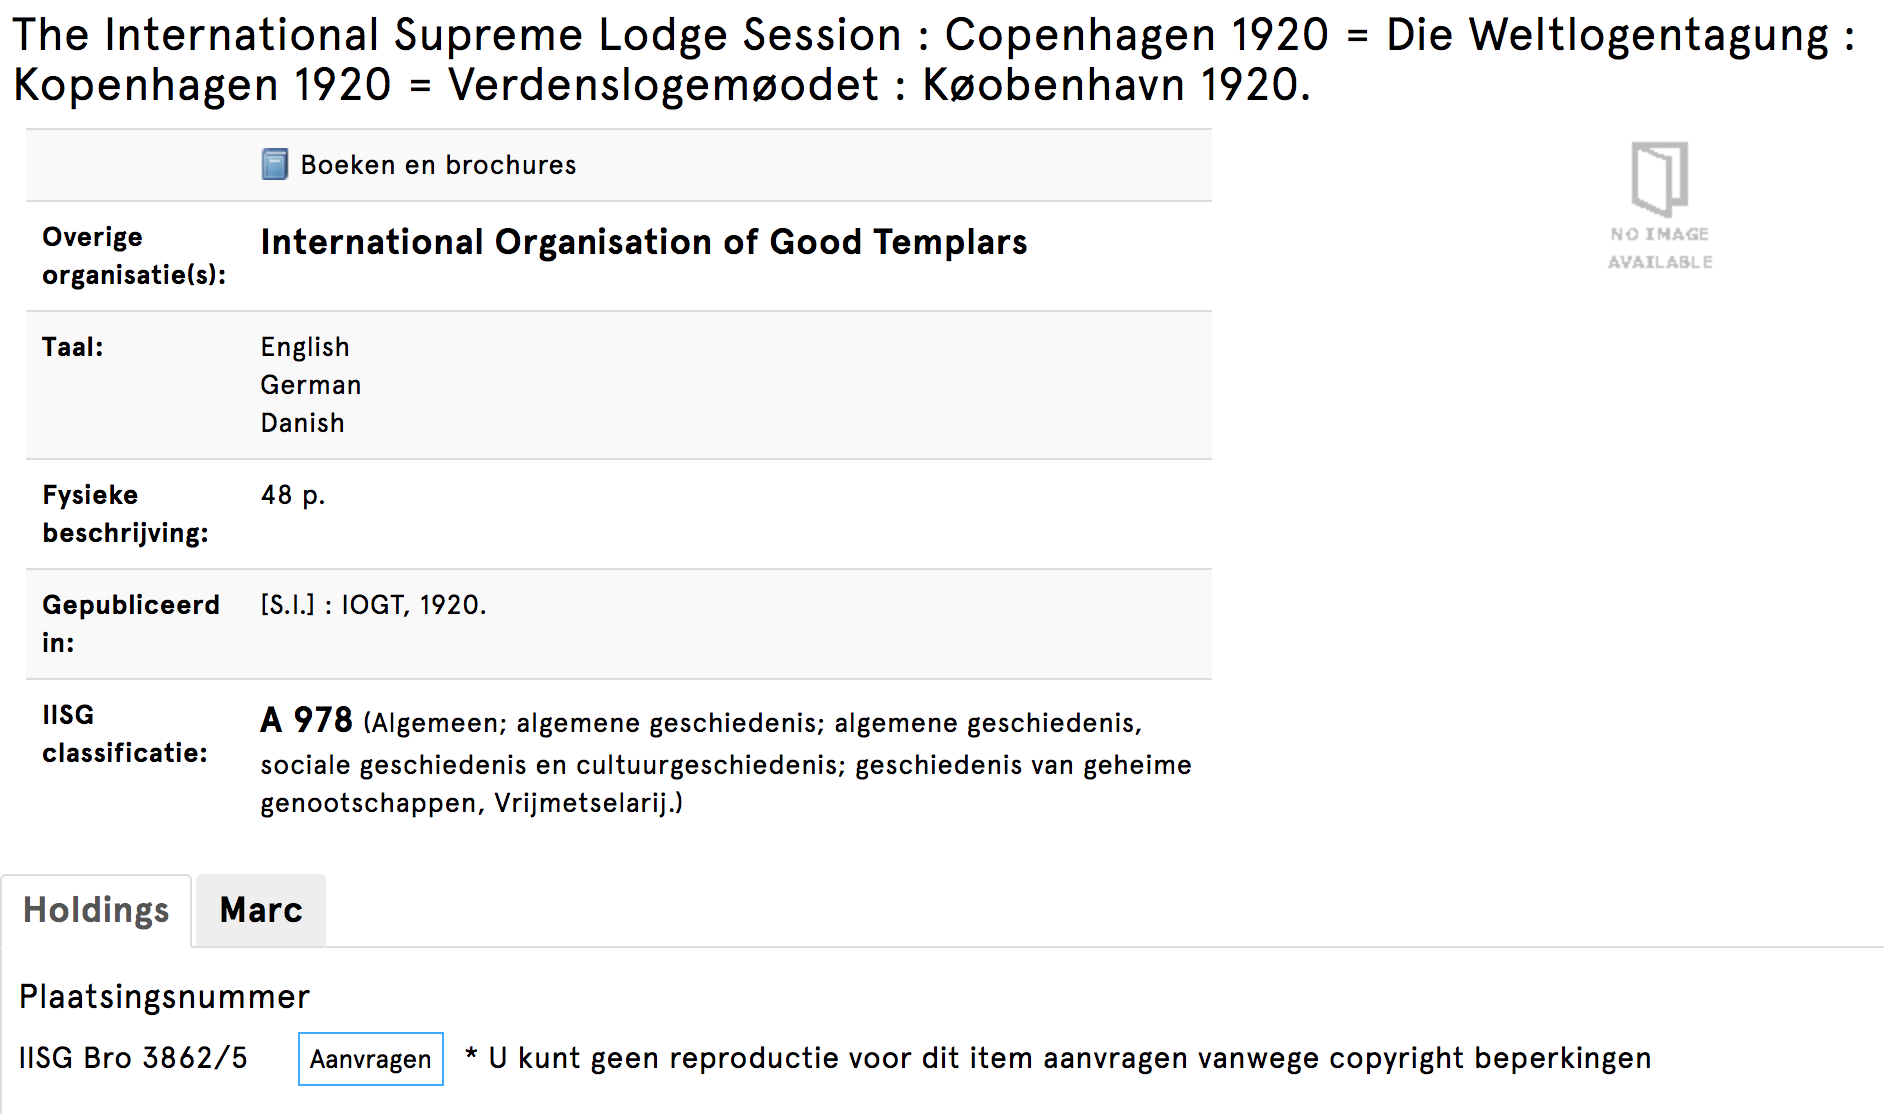 The International Supreme Lodge Session : Copenhagen 1920 = Die Weltlogentagung :
Kopenhagen 1920 = Verdenslogemøodet : Køobenhavn 1920.
Boeken en brochures
NO IMAGE
AVAILABLE
Overige
organisatie(s):
International Organisation of Good Templars
Taal:
English
German
Danish
Fysieke
beschrijving:
48 p.
Gepubliceerd
in:
[S.I.] : IOGT, 1920.
IISG
classificatie:
A 978 (Algemeen; algemene geschiedenis; algemene geschiedenis,
sociale geschiedenis en cultuurgeschiedenis; geschiedenis van geheime
genootschappen, Vrijmetselarij.)
Holdings
Marc
Plaatsingsnummer
IISG Bro 3862/5 Aanvragen * U kunt geen reproductie voor dit item aanvragen vanwege copyright beperkingen